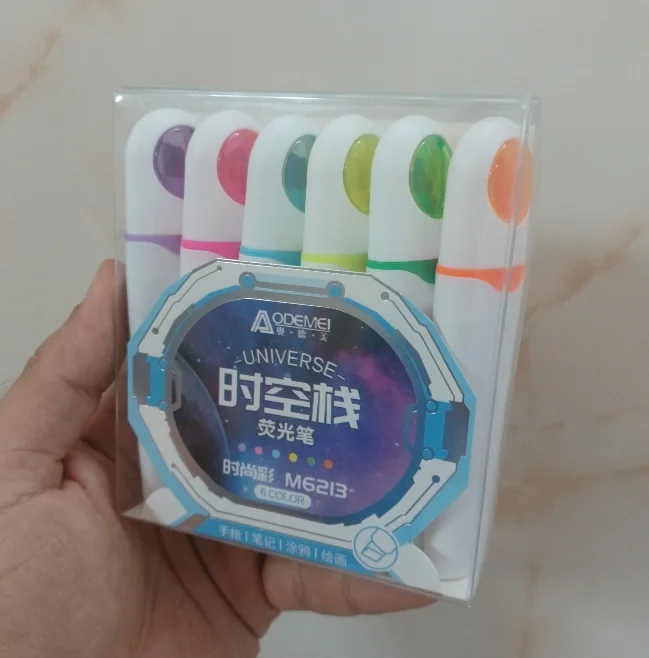 AODEMEI
奥·德·美
UNIVERSE
时空栈
荧光笔
时尚彩 M6213
6 COLOR
手帐 | 笔记 | 涂鸦 | 绘画